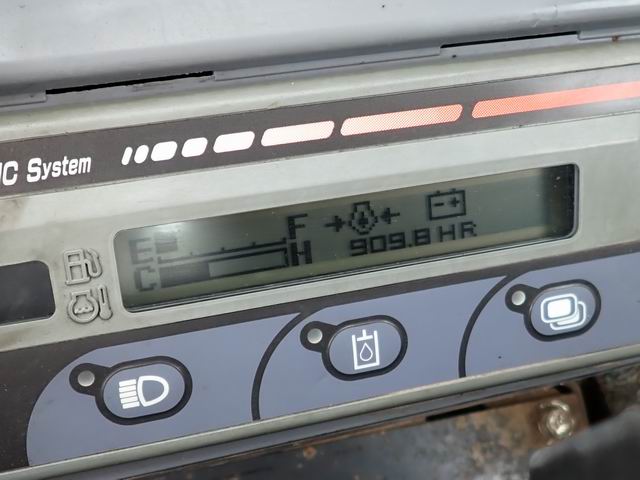 System
E F
C H
909.8 HR